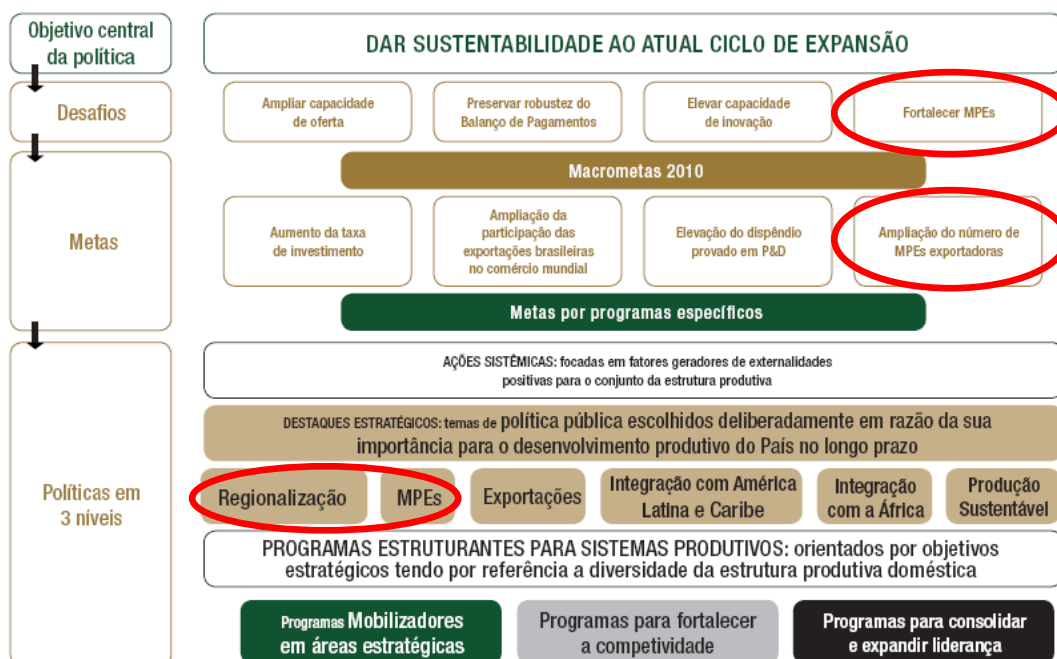 Objetivo central
da política
DAR SUSTENTABILIDADE AO ATUAL CICLO DE EXPANSÃO
Desafios
Ampliar capacidade
de oferta
Preservar robustez do
Balanço de Pagamentos
Elevar capacidade
de inovação
Fortalecer MPEs
Macrometas 2010
Metas
Aumento da taxa
de investimento
Ampliação da
participação das
exportações brasileiras
no comércio mundial
Elevação do dispêndio
provado em P&D
Ampliação do número de
MPEs exportadoras
Metas por programas específicos
Políticas em
3 níveis
AÇÕES SISTÊMICAS: focadas em fatores geradores de externalidades
positivas para o conjunto da estrutura produtiva
DESTAQUES ESTRATÉGICOS: temas de política pública escolhidos deliberadamente em razão da sua
importância para o desenvolvimento produtivo do País no longo prazo
Regionalização
MPEs
Exportações
Integração com América
Latina e Caribe
Integração
com a África
Produção
Sustentável
PROGRAMAS ESTRUTURANTES PARA SISTEMAS PRODUTIVOS: orientados por objetivos
estratégicos tendo por referência a diversidade da estrutura produtiva doméstica
Programas Mobilizadores
em áreas estratégicas
Programas para fortalecer
a competividade
Programas para consolidar
e expandir liderança